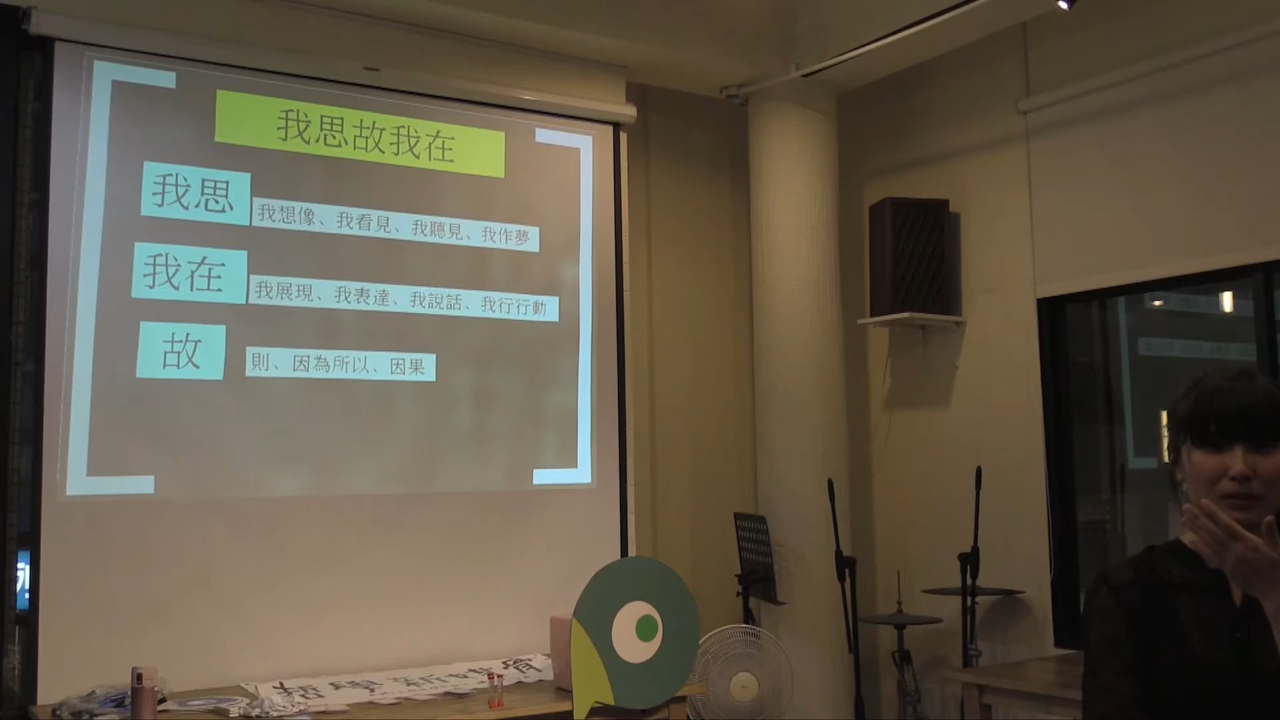 我思故我在
我思
我想像、我看見、我聽見、我作夢
我在
我展現、我表達、我說話、我行行動
故
則、因為所以、因果